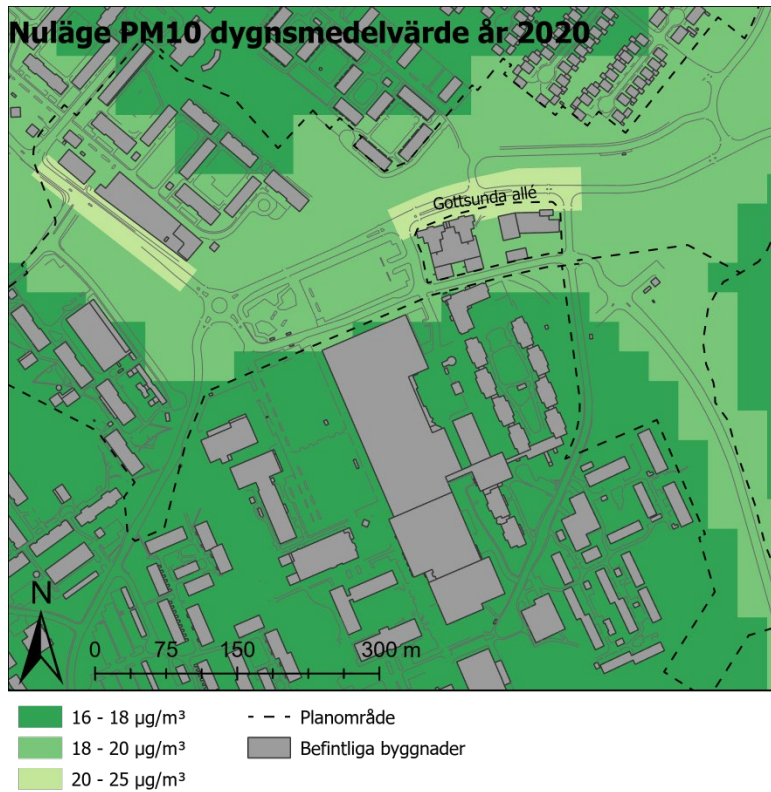 Nuläge PM10 dygnsmedelvärde år 2020
Gottsunda allé
N
0 75 150 300 m
16 - 18 µg/m³
18 - 20 µg/m³
20 - 25 µg/m³
Planområde
Befintliga byggnader